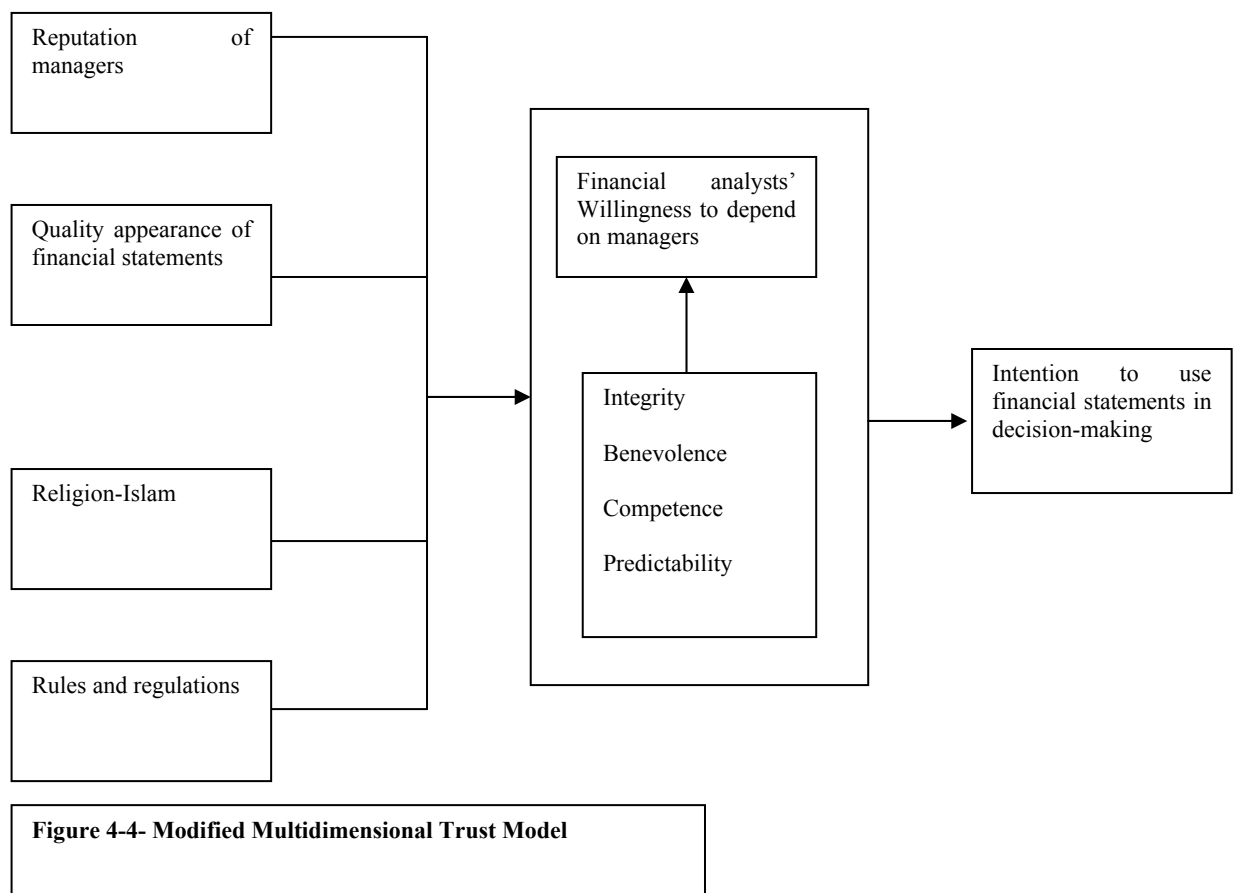 Reputation of
managers
Quality appearance of
financial statements
Religion-Islam
Rules and regulations
Financial analysts’
Willingness to depend
on managers
Integrity
Benevolence
Competence
Predictability
Intention to use
financial statements in
decision-making
Figure 4-4- Modified Multidimensional Trust Model